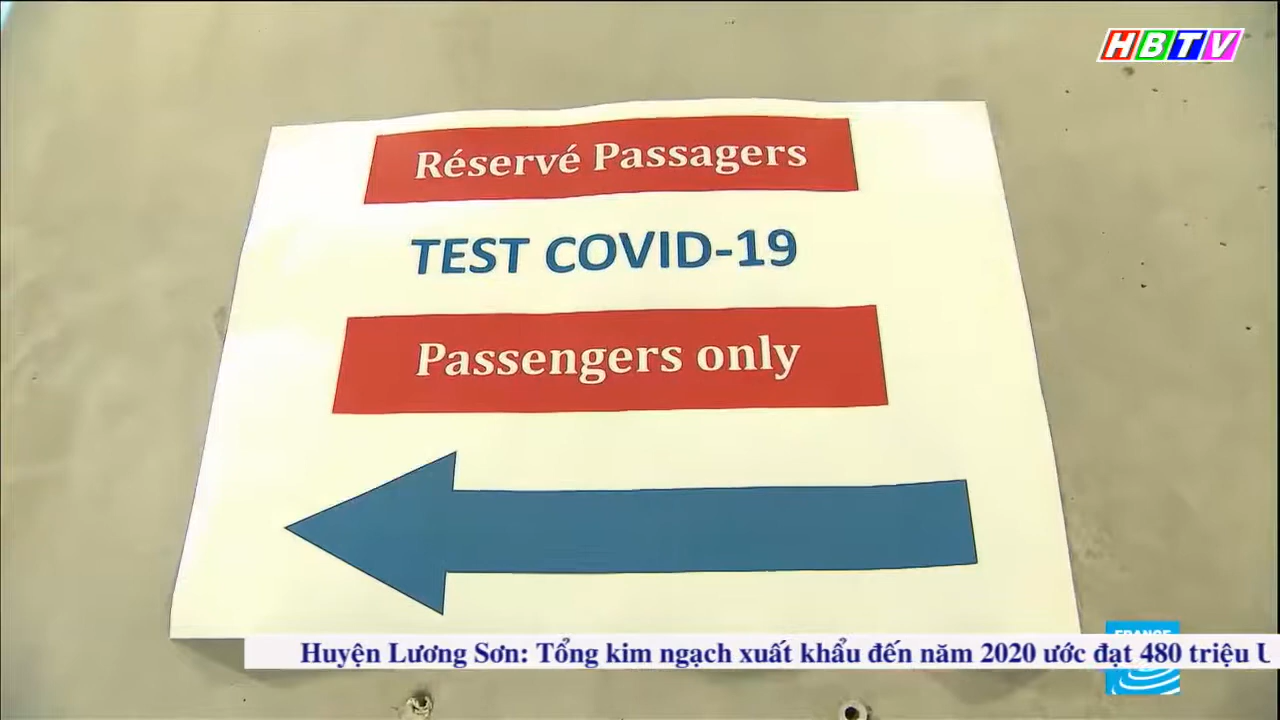 HBTV
Réservé Passagers
TEST COVID-19
Passengers only
Huyện Lương Sơn: Tổng kim ngạch xuất khẩu đến năm 2020 ước đạt 480 triệu U
FRANCE